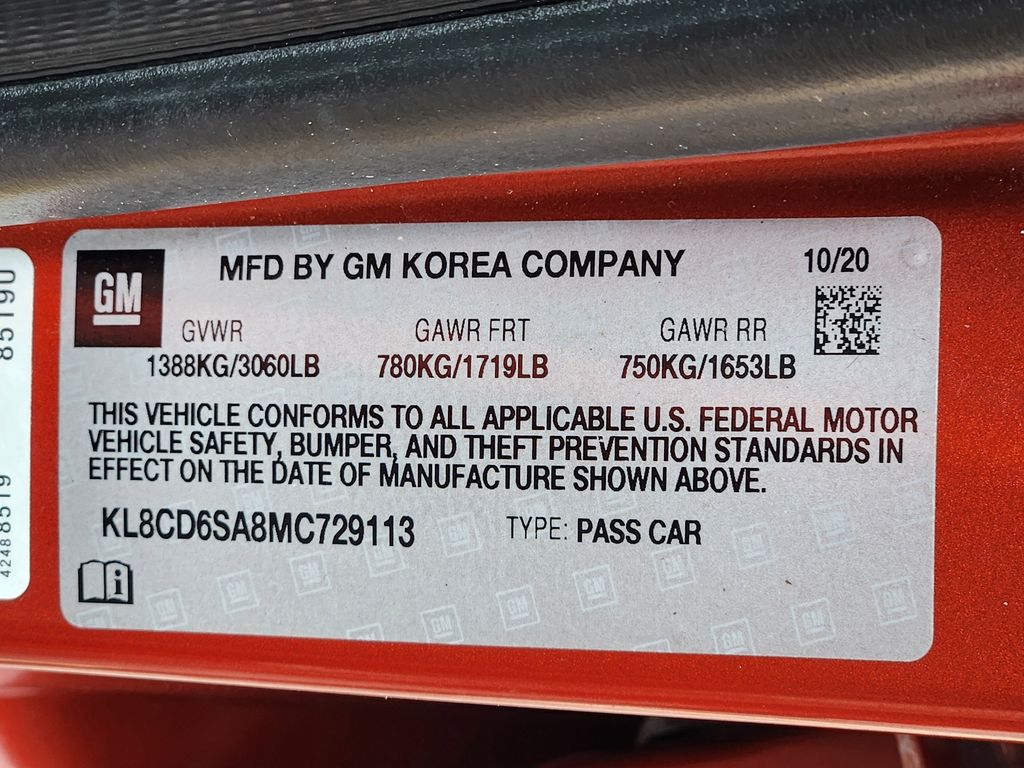 GM
MFD BY GM KOREA COMPANY
10/20
GVWR GAWR FRT GAWR RR
1388KG/3060LB 780KG/1719LB 750KG/1653LB
THIS VEHICLE CONFORMS TO ALL APPLICABLE U.S. FEDERAL MOTOR
VEHICLE SAFETY, BUMPER, AND THEFT PREVENTION STANDARDS IN
EFFECT ON THE DATE OF MANUFACTURE SHOWN ABOVE.
KL8CD6SA8MC729113 TYPE: PASS CAR
i
42488519 8519U